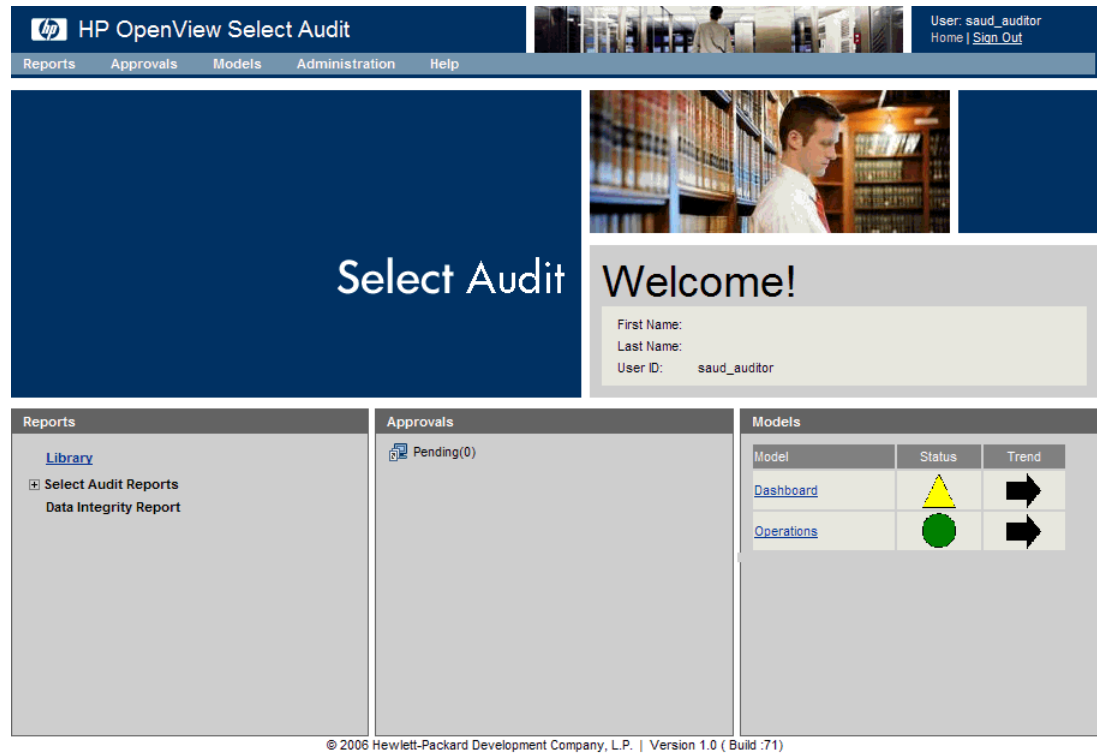 hp HP OpenView Select Audit
User: saud_auditor
Home | Sign Out
Reports Approvals Models Administration Help
Select Audit
Welcome!
First Name:
Last Name:
User ID: saud_auditor
Reports
Library
Select Audit Reports
Data Integrity Report
Approvals
Pending(0)
Models
Model Status Trend
Dashboard
Operations
© 2006 Hewlett-Packard Development Company, L.P. | Version 1.0 ( Build :71)